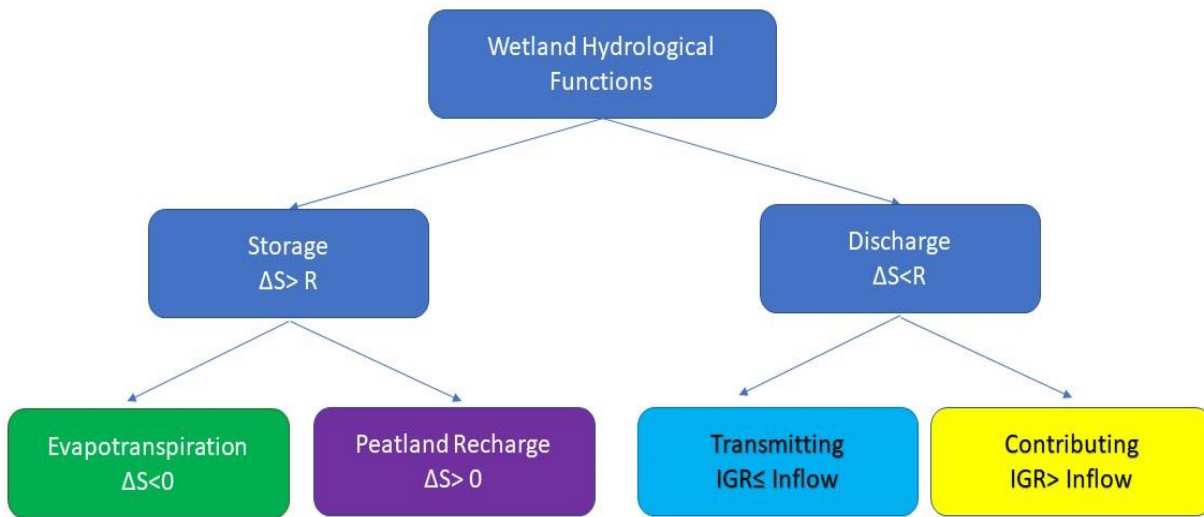 Wetland Hydrological
Functions
Storage
ΔS> R
Discharge
ΔS<R
Evapotranspiration
ΔS<0
Peatland Recharge
ΔS> 0
Transmitting
IGR≤ Inflow
Contributing
IGR> Inflow